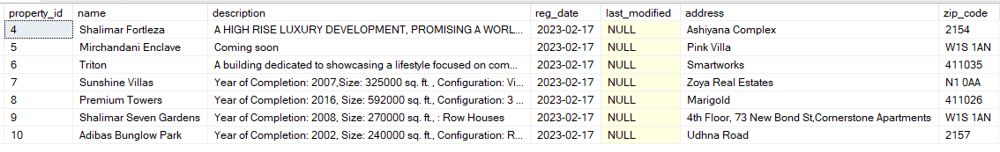 property_id name description reg_date last_modified address zip_code
4 Shalimar Fortleza A HIGH RISE LUXURY DEVELOPMENT, PROMISING A WORL... 2023-02-17 NULL Ashiyana Complex 2154
5 Mirchandani Enclave Coming soon 2023-02-17 NULL Pink Villa W1S 1AN
6 Triton A building dedicated to showcasing a lifestyle focused on com... 2023-02-17 NULL Smartworks 411035
7 Sunshine Villas Year of Completion: 2007,Size: 325000 sq. ft. , Configuration: Vi... 2023-02-17 NULL Zoya Real Estates N1 0AA
8 Premium Towers Year of Completion: 2016, Size: 592000 sq. ft., Configuration: 3 ... 2023-02-17 NULL Marigold 411026
9 Shalimar Seven Gardens Year of Completion: 2008, Size: 270000 sq. ft., : Row Houses 2023-02-17 NULL 4th Floor, 73 New Bond St,Cornerstone Apartments W1S 1AN
10 Adibas Bunglow Park Year of Completion: 2002, Size: 240000 sq. ft., Configuration: R... 2023-02-17 NULL Udhna Road 2157